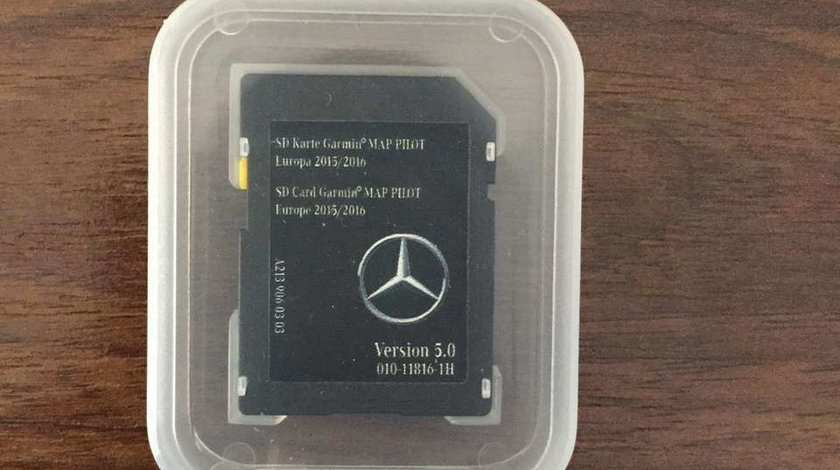 SD Karte Garmin® MAP PILOT
Europa 2015/2016
SD Card Garmin® MAP PILOT
Europe 2015/2016
A213 906 03 03
Version 5.0
010-11816-1H